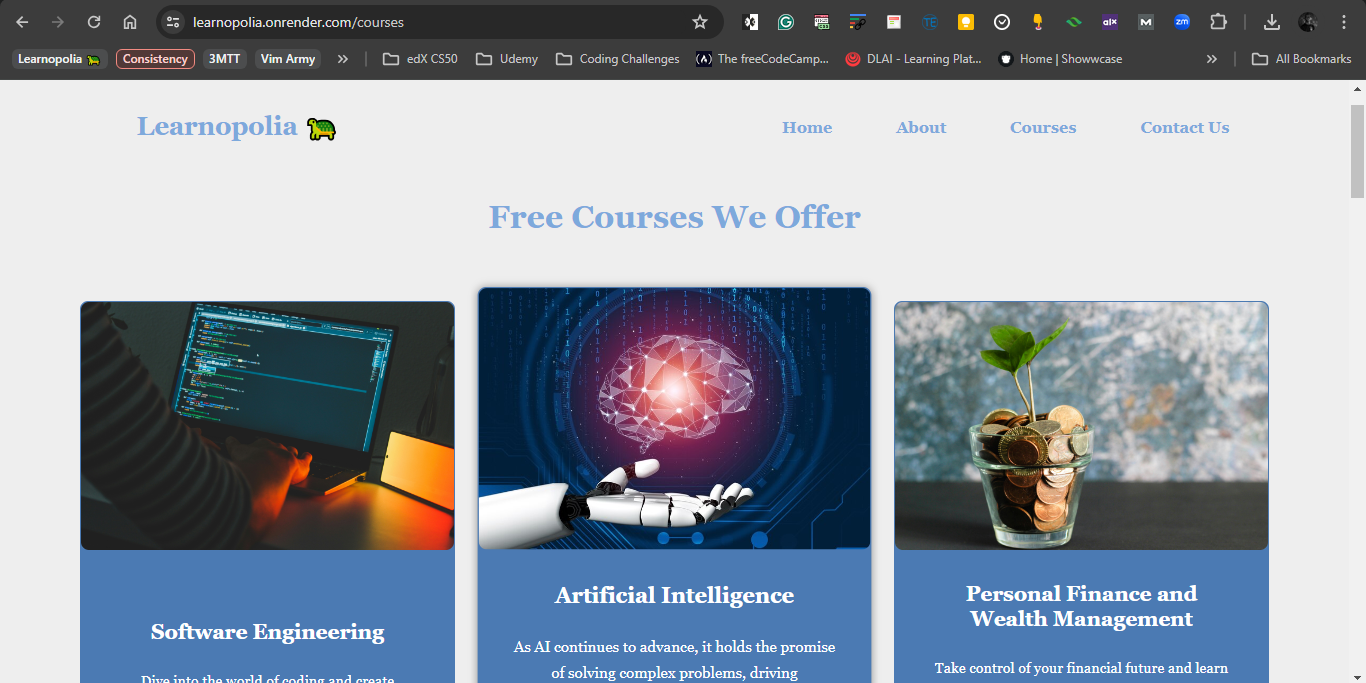 learnopolia.onrender.com/courses
Learnopolia 🐢 Consistency 3MTT Vim Army » edX CS50 Udemy Coding Challenges The freeCodeCamp... DLAI - Learning Plat... Home | Showwcase » All Bookmarks
Learnopolia 🐢 Home About Courses Contact Us
Free Courses We Offer
Software Engineering
Dive into the world of coding and create
Artificial Intelligence
As AI continues to advance, it holds the promise
of solving complex problems, driving
Personal Finance and
Wealth Management
Take control of your financial future and learn